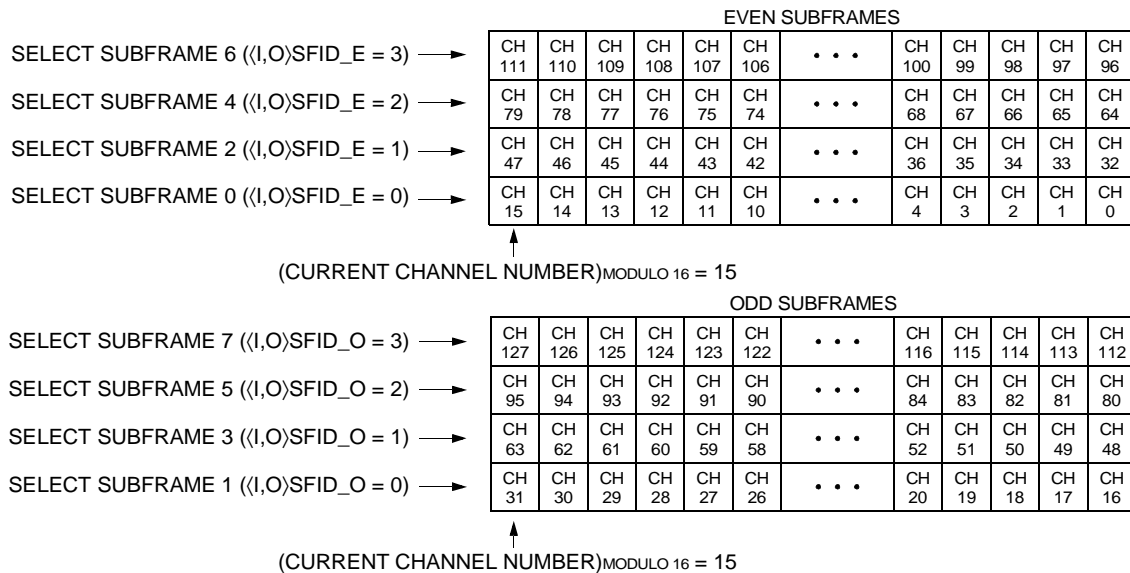 EVEN SUBFRAMES
SELECT SUBFRAME 6 (⟨I,O⟩SFID_E = 3) CH 111 CH 110 CH 109 CH 108 CH 107 CH 106 • • • CH 100 CH 99 CH 98 CH 97 CH 96
SELECT SUBFRAME 4 (⟨I,O⟩SFID_E = 2) CH 79 CH 78 CH 77 CH 76 CH 75 CH 74 • • • CH 68 CH 67 CH 66 CH 65 CH 64
SELECT SUBFRAME 2 (⟨I,O⟩SFID_E = 1) CH 47 CH 46 CH 45 CH 44 CH 43 CH 42 • • • CH 36 CH 35 CH 34 CH 33 CH 32
SELECT SUBFRAME 0 (⟨I,O⟩SFID_E = 0) CH 15 CH 14 CH 13 CH 12 CH 11 CH 10 • • • CH 4 CH 3 CH 2 CH 1 CH 0
(CURRENT CHANNEL NUMBER)MODULO 16 = 15
ODD SUBFRAMES
SELECT SUBFRAME 7 (⟨I,O⟩SFID_O = 3) CH 127 CH 126 CH 125 CH 124 CH 123 CH 122 • • • CH 116 CH 115 CH 114 CH 113 CH 112
SELECT SUBFRAME 5 (⟨I,O⟩SFID_O = 2) CH 95 CH 94 CH 93 CH 92 CH 91 CH 90 • • • CH 84 CH 83 CH 82 CH 81 CH 80
SELECT SUBFRAME 3 (⟨I,O⟩SFID_O = 1) CH 63 CH 62 CH 61 CH 60 CH 59 CH 58 • • • CH 52 CH 51 CH 50 CH 49 CH 48
SELECT SUBFRAME 1 (⟨I,O⟩SFID_O = 0) CH 31 CH 30 CH 29 CH 28 CH 27 CH 26 • • • CH 20 CH 19 CH 18 CH 17 CH 16
(CURRENT CHANNEL NUMBER)MODULO 16 = 15